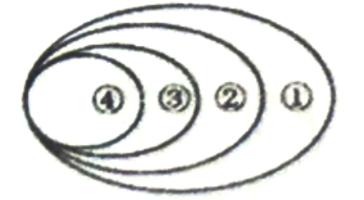 ④ ③ ② ①